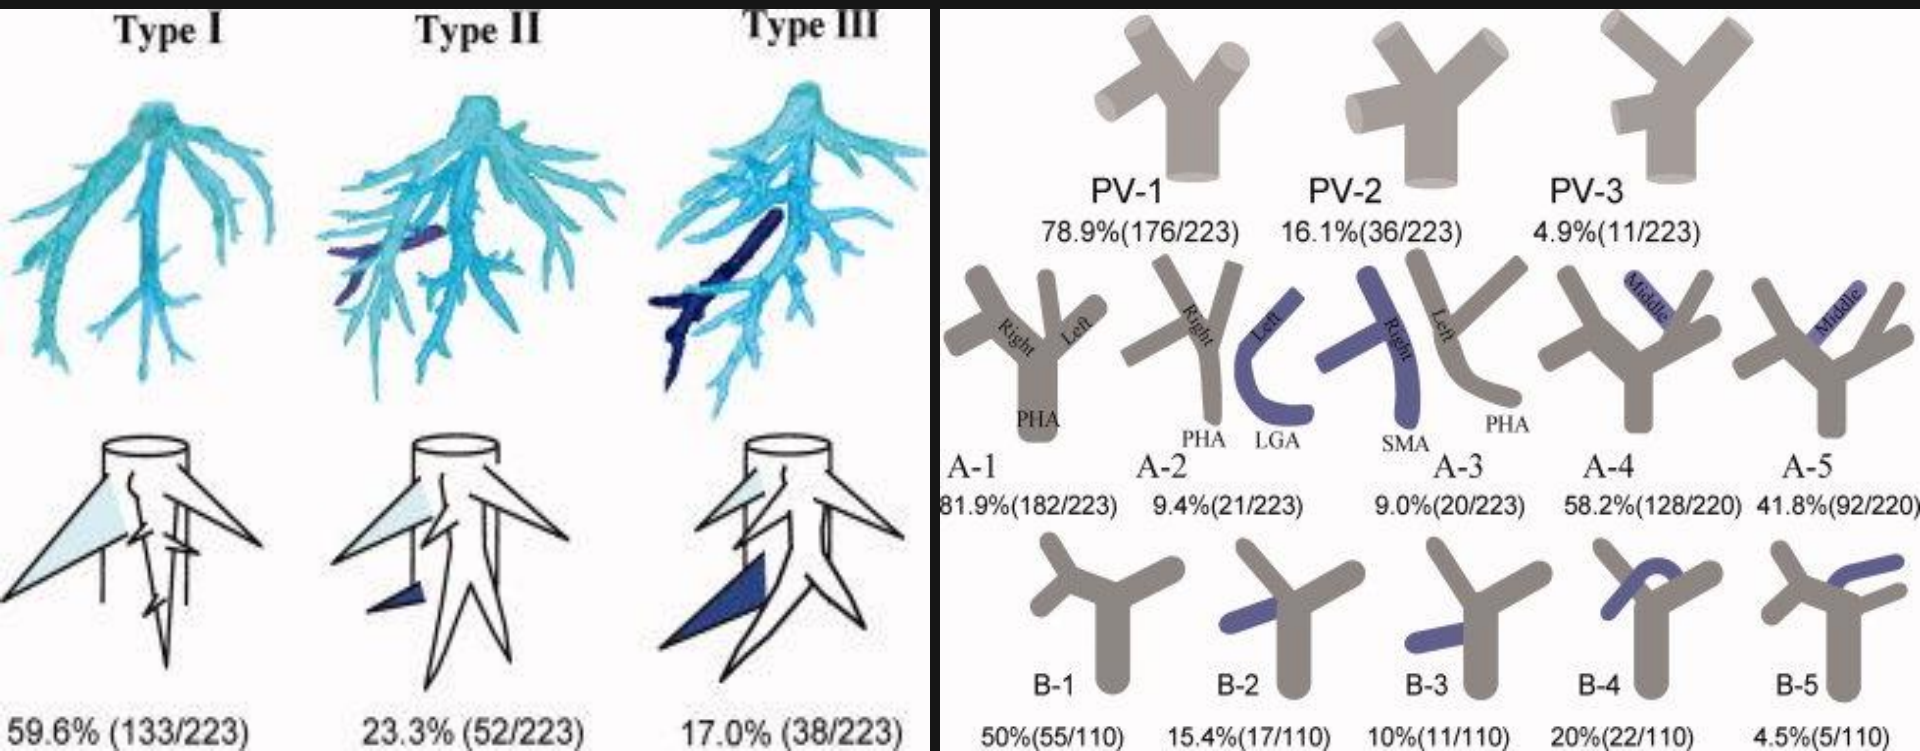 Type I Type II Type III
59.6% (133/223) 23.3% (52/223) 17.0% (38/223)
PV-1 PV-2 PV-3
78.9%(176/223) 16.1%(36/223) 4.9%(11/223)
Right Left Right Left Right Left Middle Middle
PHA PHA LGA SMA PHA
A-1 A-2 A-3 A-4 A-5
81.9%(182/223) 9.4%(21/223) 9.0%(20/223) 58.2%(128/220) 41.8%(92/220)
B-1 B-2 B-3 B-4 B-5
50%(55/110) 15.4%(17/110) 10%(11/110) 20%(22/110) 4.5%(5/110)